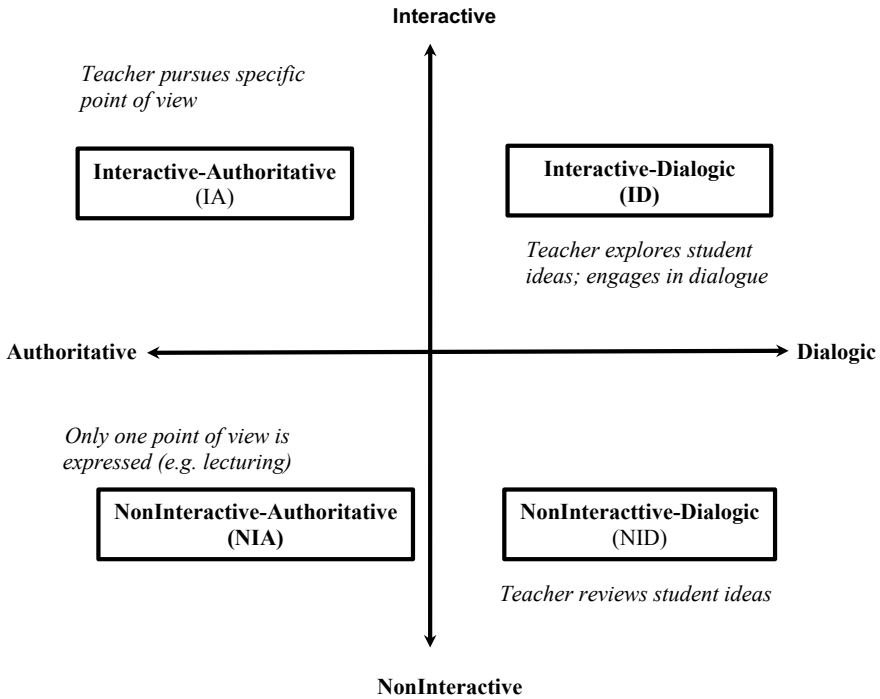 Interactive
Teacher pursues specific
point of view
Interactive-Authoritative
(IA)
Interactive-Dialogic
(ID)
Teacher explores student
ideas; engages in dialogue
Authoritative
Dialogic
Only one point of view is
expressed (e.g. lecturing)
NonInteractive-Authoritative
(NIA)
NonInteracttive-Dialogic
(NID)
Teacher reviews student ideas
NonInteractive